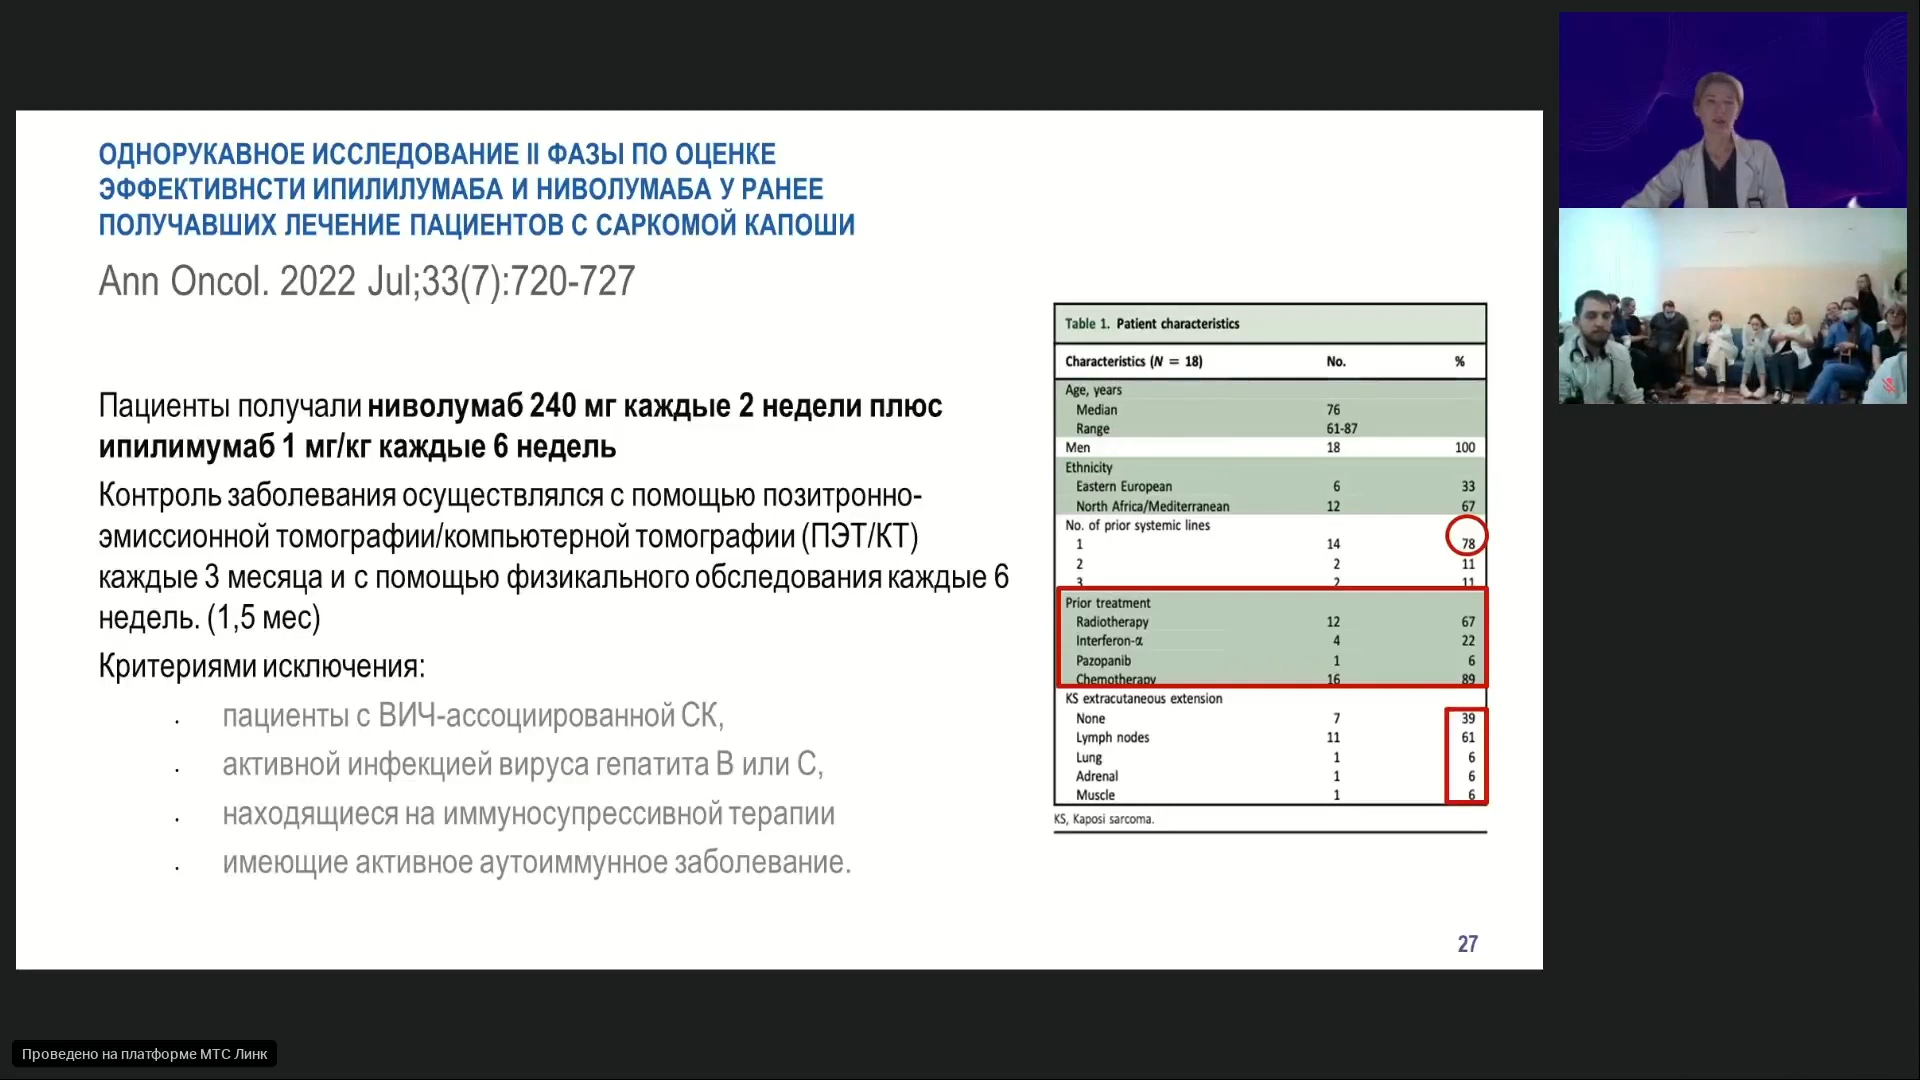 ОДНОРУКАВНОЕ ИССЛЕДОВАНИЕ II ФАЗЫ ПО ОЦЕНКЕ
ЭФФЕКТИВНСТИ ИПИЛИЛУМАБА И НИВОЛУМАБА У РАНЕЕ
ПОЛУЧАВШИХ ЛЕЧЕНИЕ ПАЦИЕНТОВ С САРКОМОЙ КАПОШИ
Ann Oncol. 2022 Jul;33(7):720-727
Пациенты получали ниволумаб 240 мг каждые 2 недели плюс
ипилимумаб 1 мг/кг каждые 6 недель
Контроль заболевания осуществлялся с помощью позитронно-
эмиссионной томографии/компьютерной томографии (ПЭТ/КТ)
каждые 3 месяца и с помощью физикального обследования каждые 6
недель. (1,5 мес)
Критериями исключения:
. пациенты с ВИЧ-ассоциированной СК,
. активной инфекцией вируса гепатита В или С,
. находящиеся на иммуносупрессивной терапии
. имеющие активное аутоиммунное заболевание.
Table 1. Patient characteristics
Characteristics (N = 18) No. %
Age, years
Median 76
Range 61-87
Men 18 100
Ethnicity
Eastern European 6 33
North Africa/Mediterranean 12 67
No. of prior systemic lines
1 14 78
2 2 11
3 2 11
Prior treatment
Radiotherapy 12 67
Interferon-α 4 22
Pazopanib 1 6
Chemotherapy 16 89
KS extracutaneous extension
None 7 39
Lymph nodes 11 61
Lung 1 6
Adrenal 1 6
Muscle 1 6
KS, Kaposi sarcoma.
27
Проведено на платформе МТС Линк